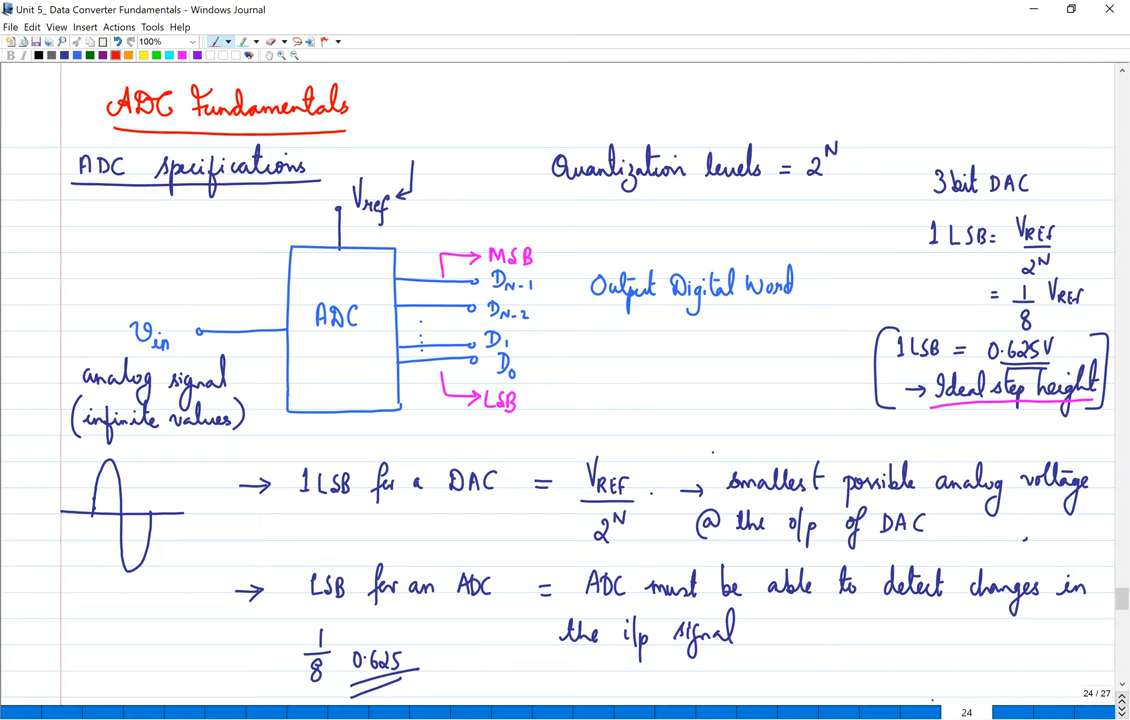 Unit 5_ Data Converter Fundamentals - Windows Journal
File Edit View Insert Actions Tools Help
100%
B I
ADC Fundamentals
ADC specifications
Quantization levels = 2^N
3 bit DAC
Vref
1 LSB = VREF / 2^N
= 1/8 VREF
1 LSB = 0.625V
→ Ideal step height
MSB
DN-1
DN-2
D1
D0
LSB
Output Digital Word
ADC
Vin
analog signal
(infinite values)
→ 1 LSB for a DAC = VREF / 2^N . → smallest possible analog voltage
@ the o/p of DAC
→ LSB for an ADC = ADC must be able to detect changes in
the i/p signal
1/8 0.625
24 / 27
24